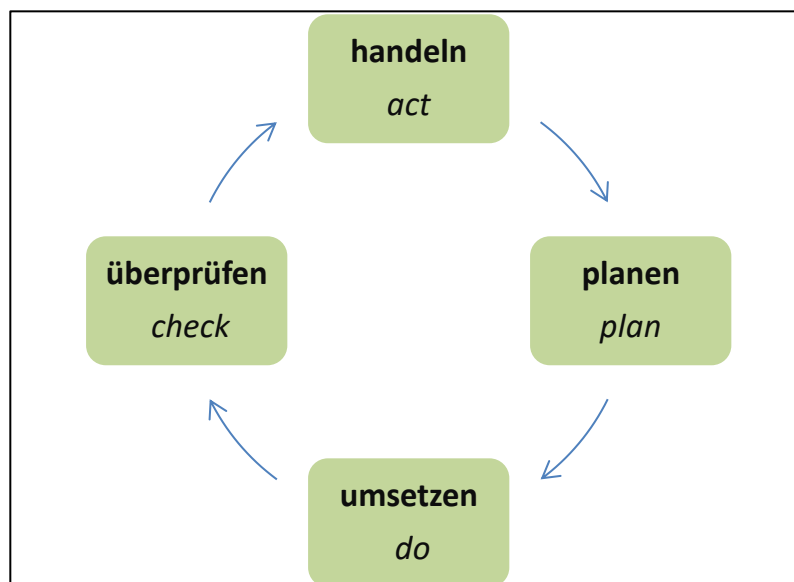 handeln
act
planen
plan
umsetzen
do
überprüfen
check